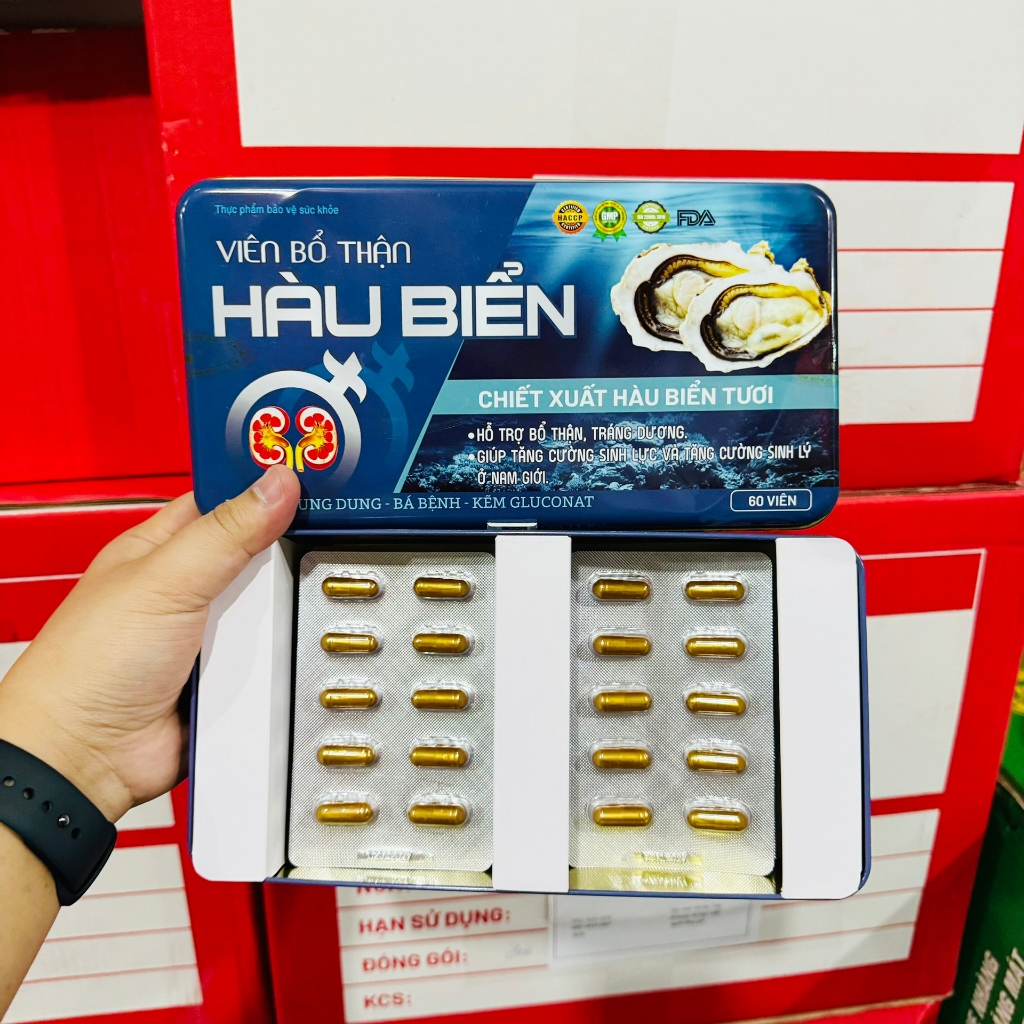 Thực phẩm bảo vệ sức khỏe
VIÊN BỔ THẬN
HÀU BIỂN
HACCP
GMP
FDA
CHIẾT XUẤT HÀU BIỂN TƯƠI
•HỖ TRỢ BỔ THẬN, TRÁNG DƯƠNG.
•GIÚP TĂNG CƯỜNG SINH LỰC VÀ TĂNG CƯỜNG SINH LÝ
Ở NAM GIỚI.
UNG DUNG - BÁ BỆNH - KẼM GLUCONAT
60 VIÊN
HẠN SỬ DỤNG:
ĐÓNG GÓI:
KCS: